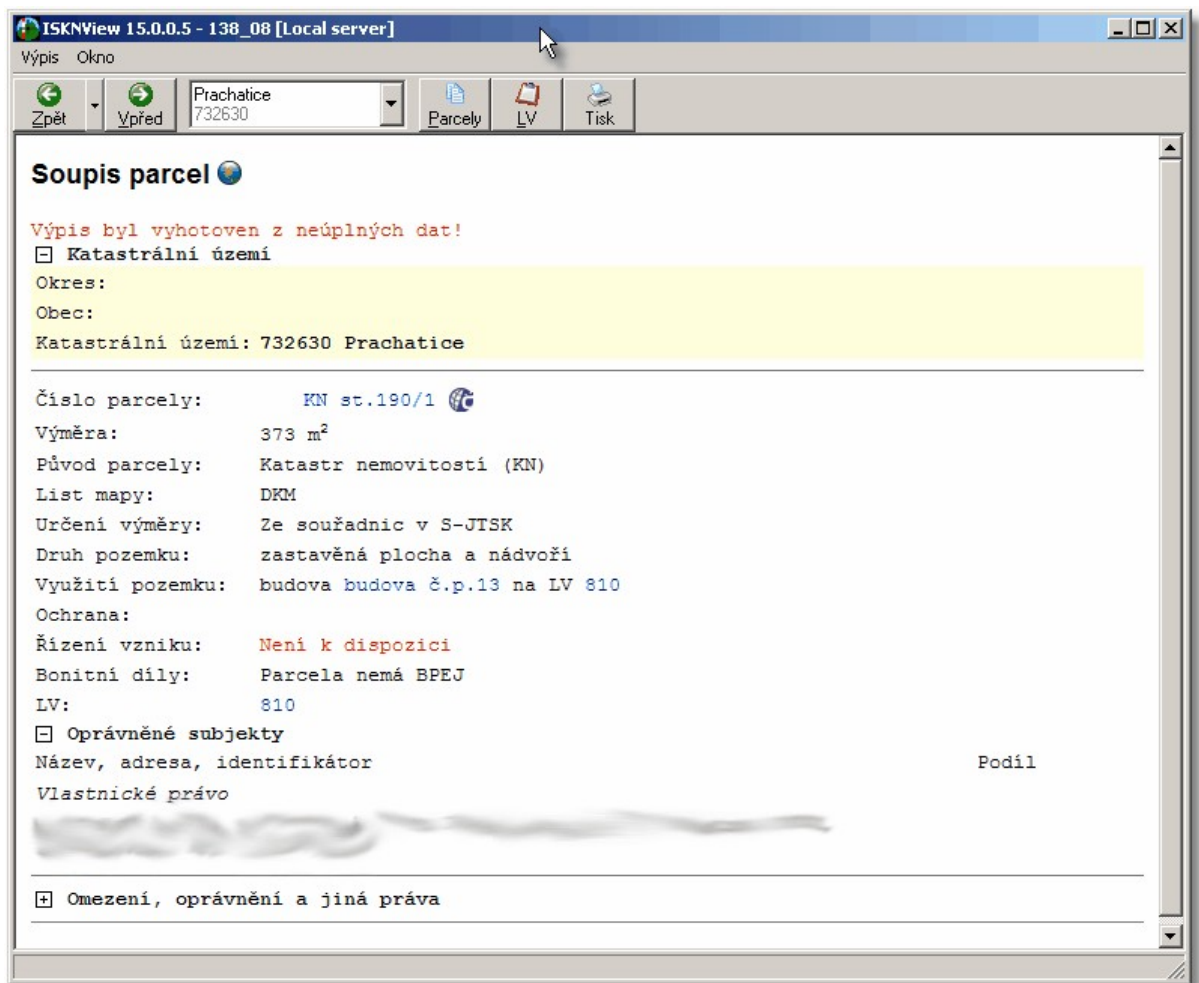 ISKNView 15.0.0.5 - 138_08 [Local server]
Výpis Okno
Zpět Vpřed Prachatice 732630 Parcely LV Tisk
Soupis parcel
Výpis byl vyhotoven z neúplných dat!
Katastrální území
Okres:
Obec:
Katastrální území: 732630 Prachatice
Číslo parcely: KN st.190/1
Výměra: 373 m²
Původ parcely: Katastr nemovitostí (KN)
List mapy: DKM
Určení výměry: Ze souřadnic v S-JTSK
Druh pozemku: zastavěná plocha a nádvoří
Využití pozemku: budova budova č.p.13 na LV 810
Ochrana:
Řízení vzniku: Není k dispozici
Bonitní díly: Parcela nemá BPEJ
LV: 810
Oprávněné subjekty
Název, adresa, identifikátor Podíl
Vlastnické právo
Omezení, oprávnění a jiná práva